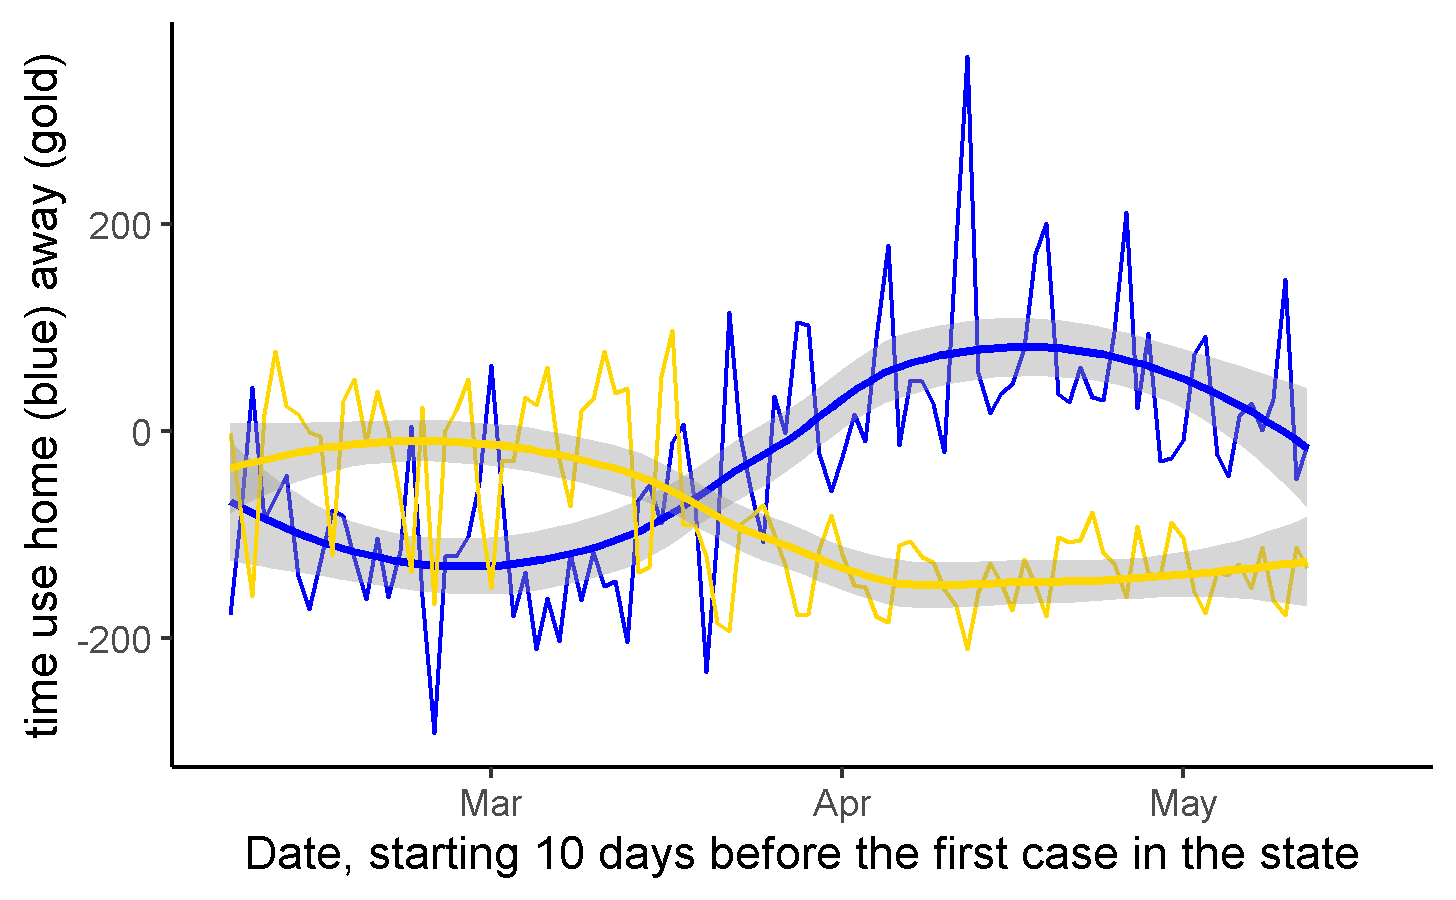 time use home (blue) away (gold)
200
0
-200
Mar Apr May
Date, starting 10 days before the first case in the state